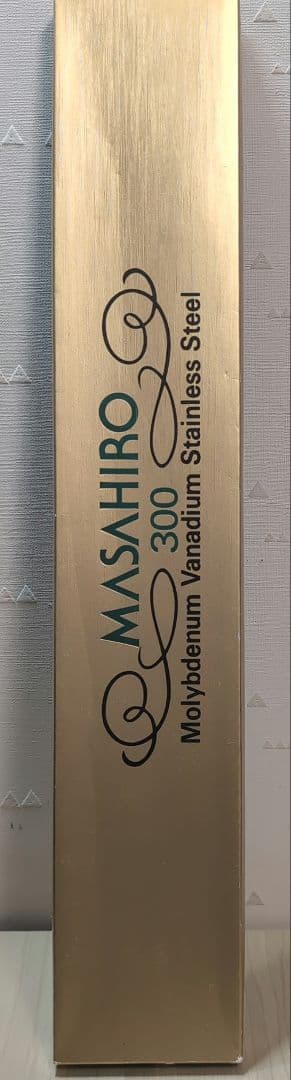 MASAHIRO
300
Molybdenum Vanadium Stainless Steel